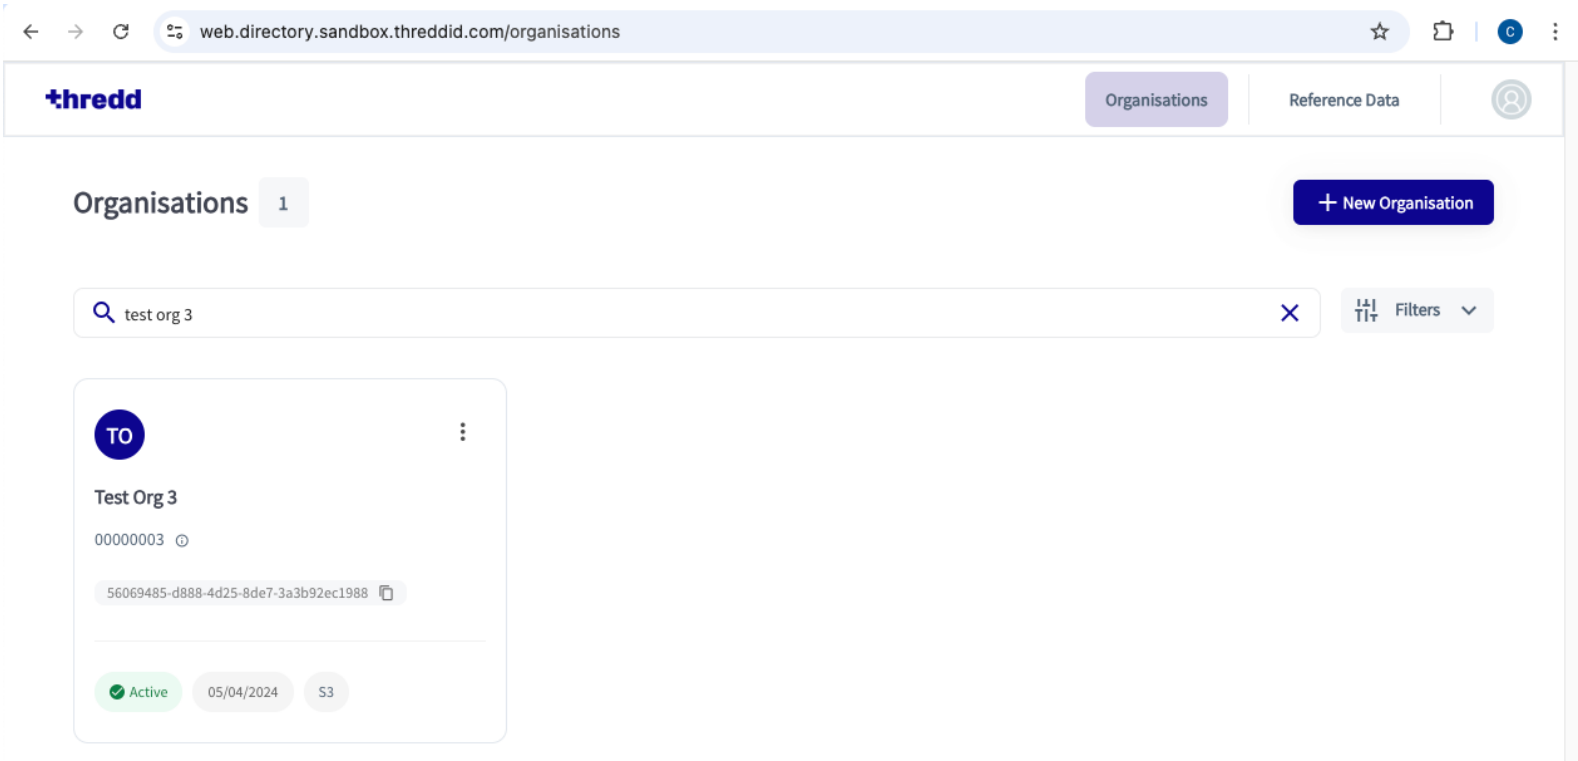 web.directory.sandbox.threddid.com/organisations
C
thredd
Organisations
Reference Data
Organisations 1
+ New Organisation
test org 3
Filters
TO
Test Org 3
00000003
56069485-d888-4d25-8de7-3a3b92ec1988
Active 05/04/2024 S3